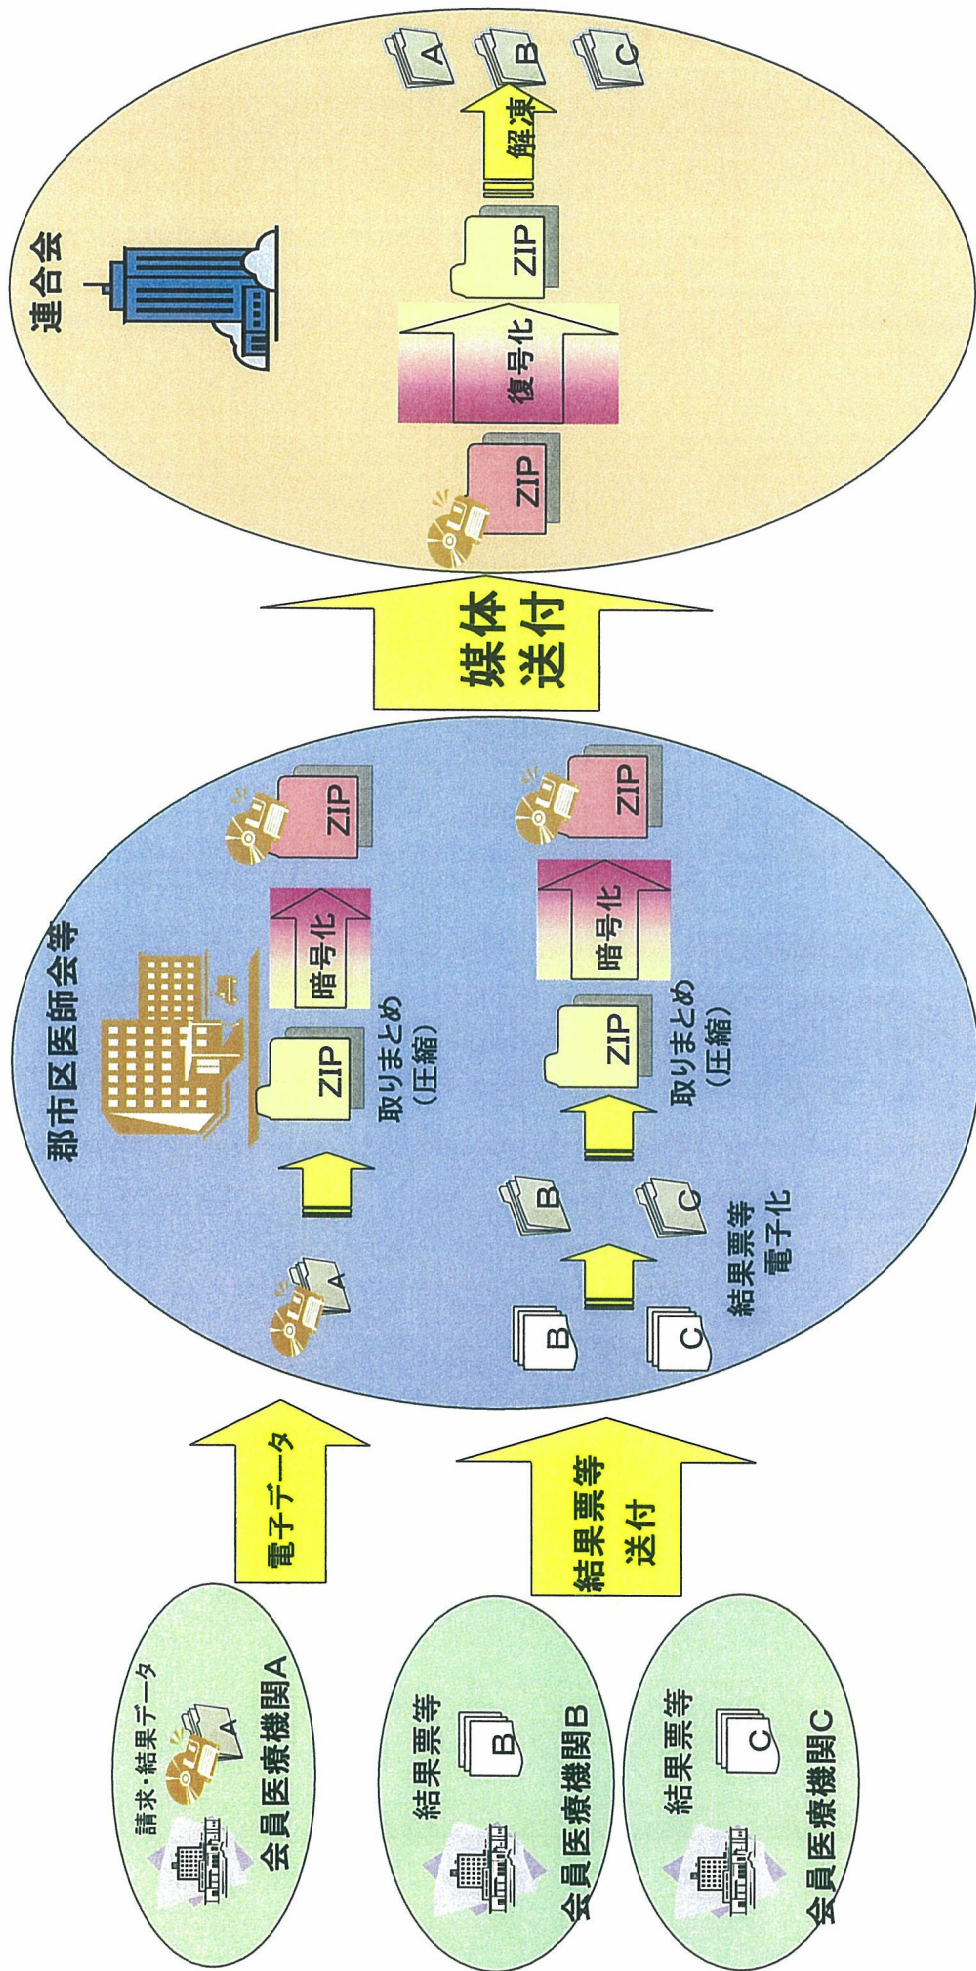 請求・結果データ
A
会員医療機関A
結果票等
B
会員医療機関B
結果票等
C
会員医療機関C
電子データ
結果票等
送付
郡市区医師会等
A
ZIP
取りまとめ
(圧縮)
暗号化
ZIP
B
C
B
C
結果票等
電子化
ZIP
取りまとめ
(圧縮)
暗号化
ZIP
媒体
送付
連合会
ZIP
復号化
ZIP
解凍
A
B
C